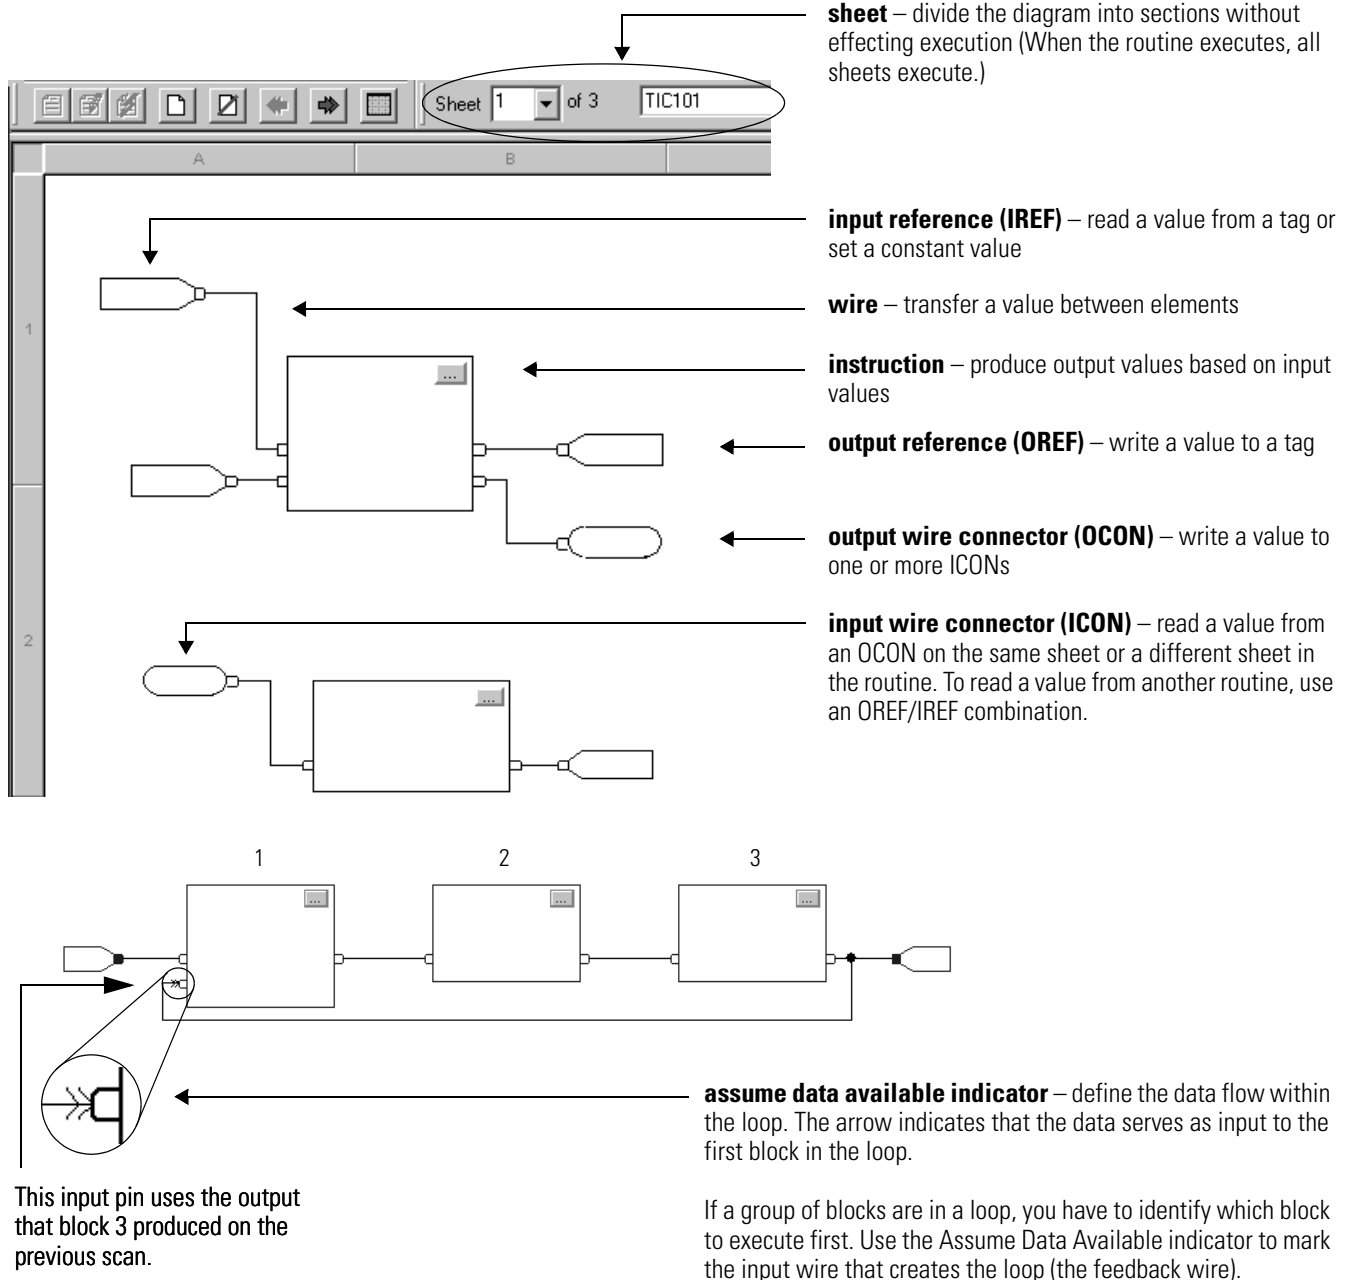 sheet – divide the diagram into sections without
effecting execution (When the routine executes, all
sheets execute.)
Sheet 1 of 3 TIC101
A B
input reference (IREF) – read a value from a tag or
set a constant value
wire – transfer a value between elements
1
instruction – produce output values based on input
values
...
output reference (OREF) – write a value to a tag
output wire connector (OCON) – write a value to
one or more ICONs
2
input wire connector (ICON) – read a value from
an OCON on the same sheet or a different sheet in
the routine. To read a value from another routine, use
an OREF/IREF combination.
...
1 2 3
... ... ...
assume data available indicator – define the data flow within
the loop. The arrow indicates that the data serves as input to the
first block in the loop.
This input pin uses the output
that block 3 produced on the
previous scan.
If a group of blocks are in a loop, you have to identify which block
to execute first. Use the Assume Data Available indicator to mark
the input wire that creates the loop (the feedback wire).